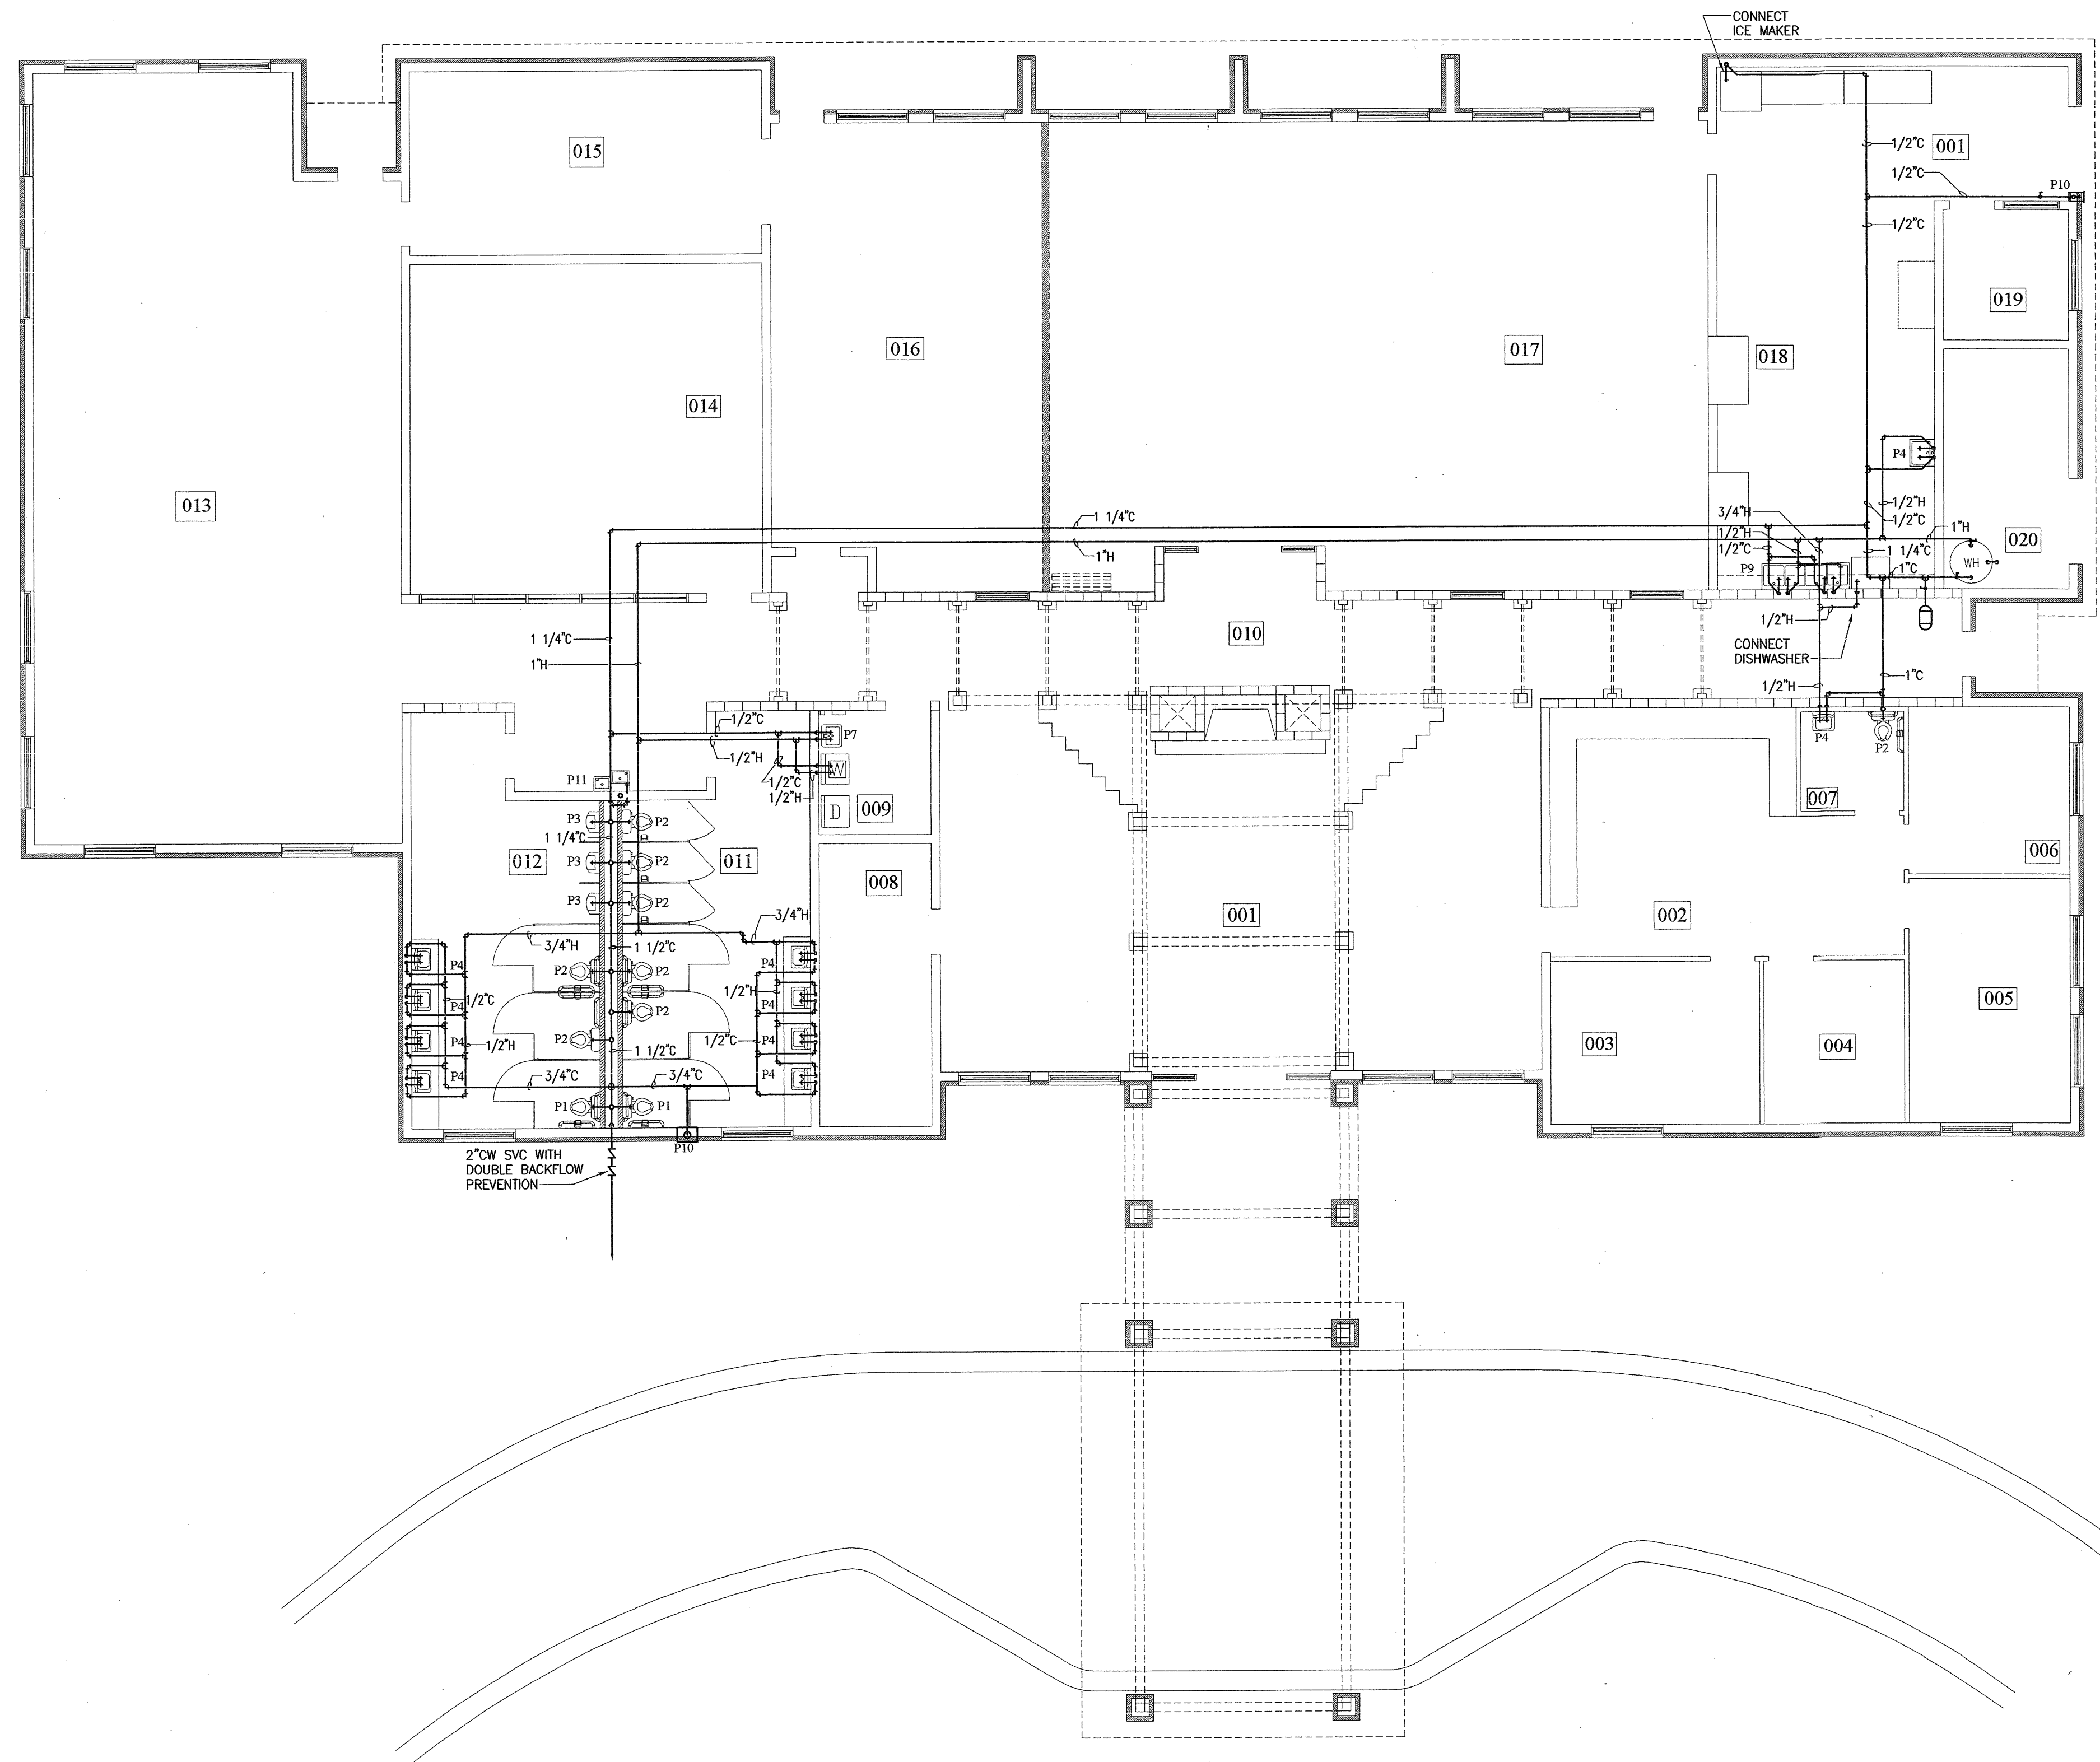 CONNECT
ICE MAKER
015
1/2"C
001
1/2"C
P10
1/2"C
019
016
017
018
014
P4
013
1/2"H
3/4"H
1 1/4"C
1/2"C
1"H
1/2"H
020
1"H
1/2"C
1 1/4"C
WH
P9
1"C
1/2"H
010
1 1/4"C
CONNECT
DISHWASHER
1"H
1"C
1/2"H
1/2"C
P7
P4
P2
1/2"H
W
P11
1/2"C
1/2"H
007
D
009
P3
P2
1 1/4"C
012
P3
P2
011
006
008
P3
P2
001
002
3/4"H
3/4"H
1 1/2"C
P4
P4
P2
P2
1/2"H
1/2"C
005
P4
P4
P2
P2
1/2"C
P4
P4
1/2"H
003
004
1 1/2"C
P4
3/4"C
3/4"C
P4
P1
P1
P10
2"CW SVC WITH
DOUBLE BACKFLOW
PREVENTION